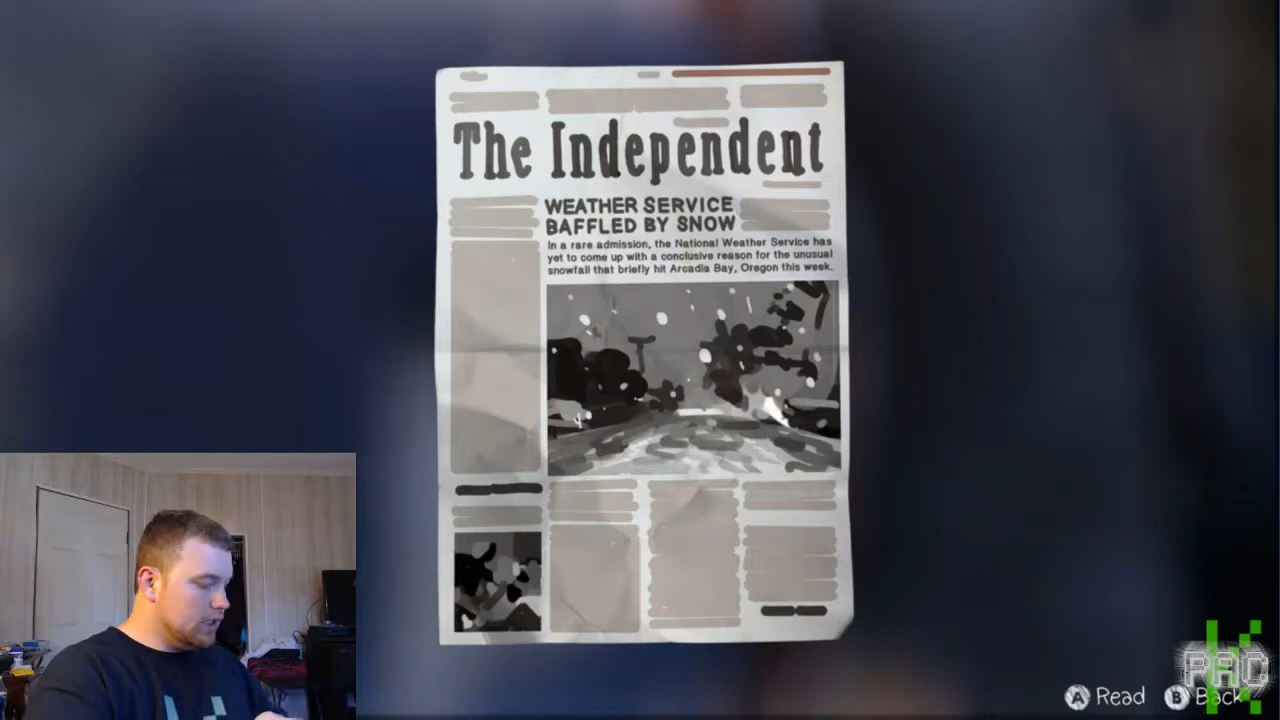 The Independent
WEATHER SERVICE
BAFFLED BY SNOW
In a rare admission, the National Weather Service has
yet to come up with a conclusive reason for the unusual
snowfall that briefly hit Arcadia Bay, Oregon this week.
PAC
A Read B Back